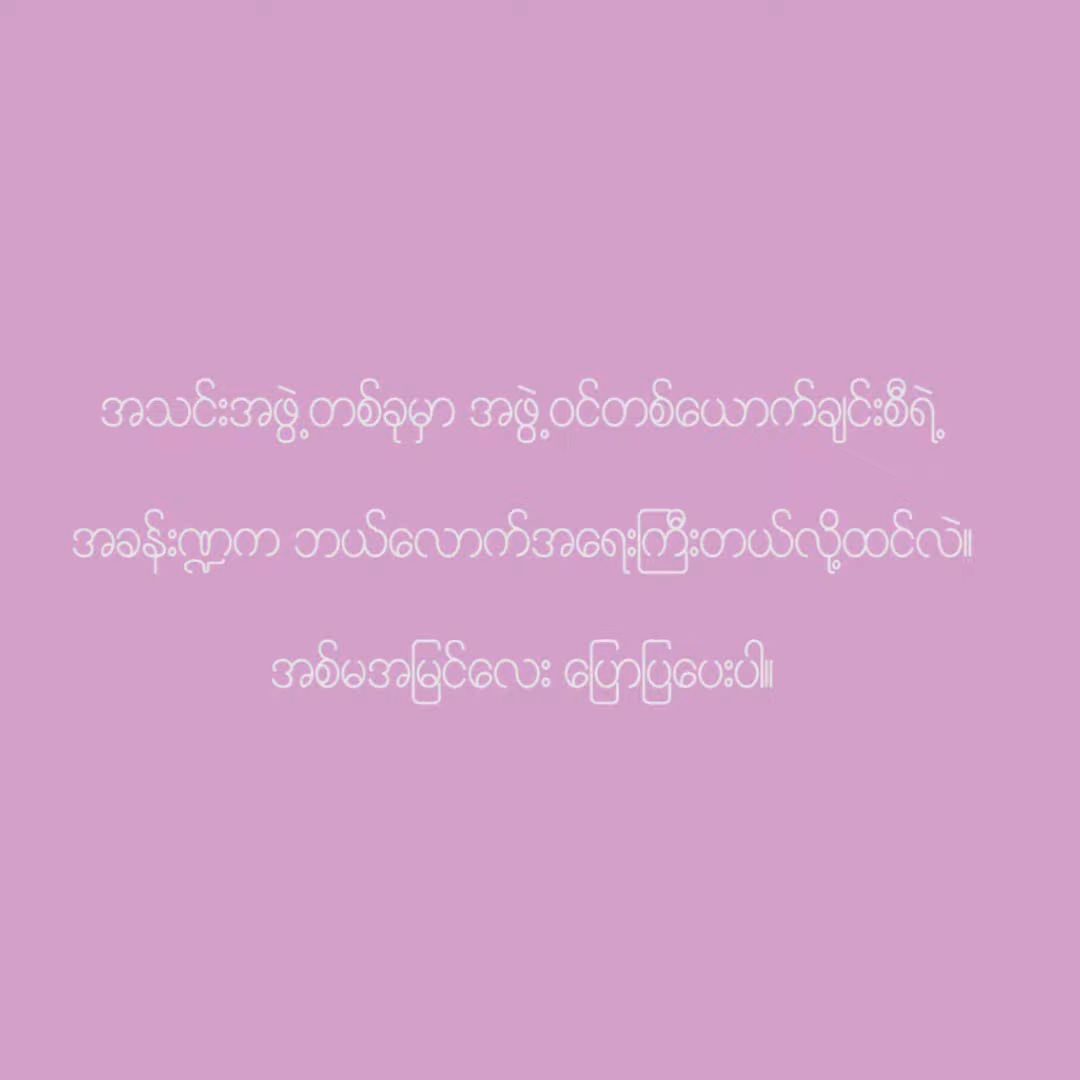 အသင်းအဖွဲ့တစ်ခုမှာ အဖွဲ့ဝင်တစ်ယောက်ချင်းစီရဲ့
အခန်းဏ္ဍက ဘယ်လောက်အရေးကြီးတယ်လို့ထင်လဲ။
အစ်မအမြင်လေး ပြောပြပေးပါ။